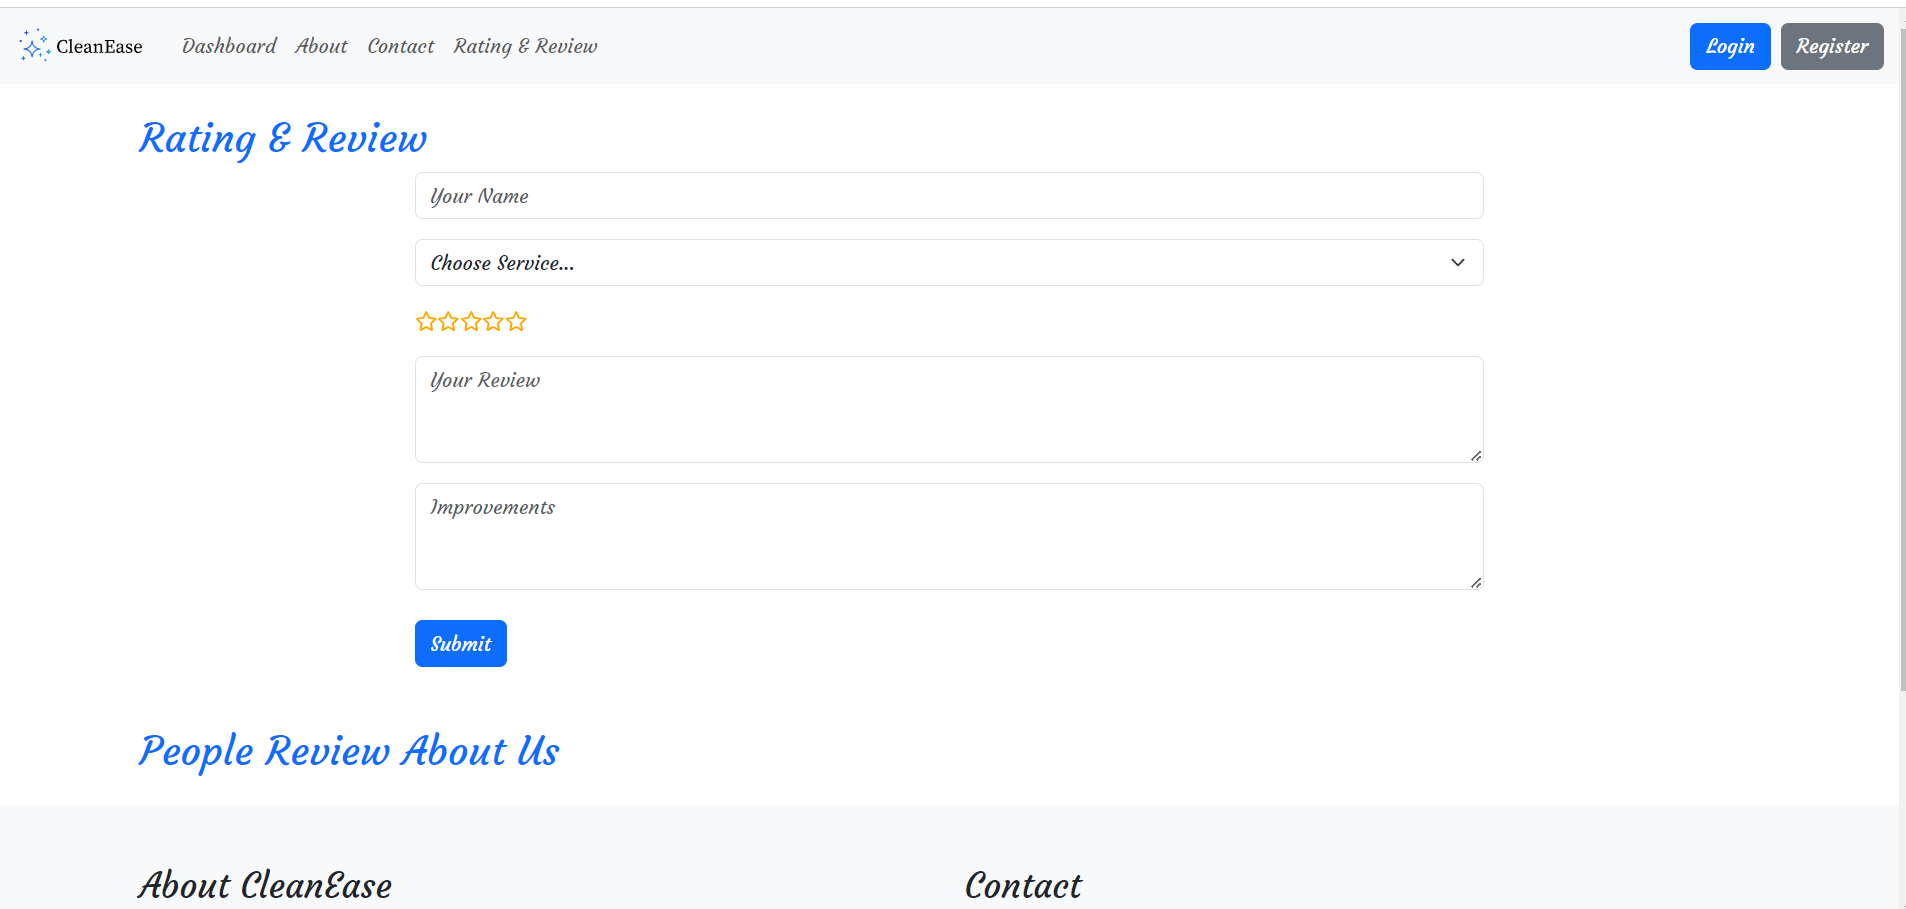 CleanEase Dashboard About Contact Rating & Review Login Register
Rating & Review
Your Name
Choose Service...
Your Review
Improvements
Submit
People Review About Us
About CleanEase Contact